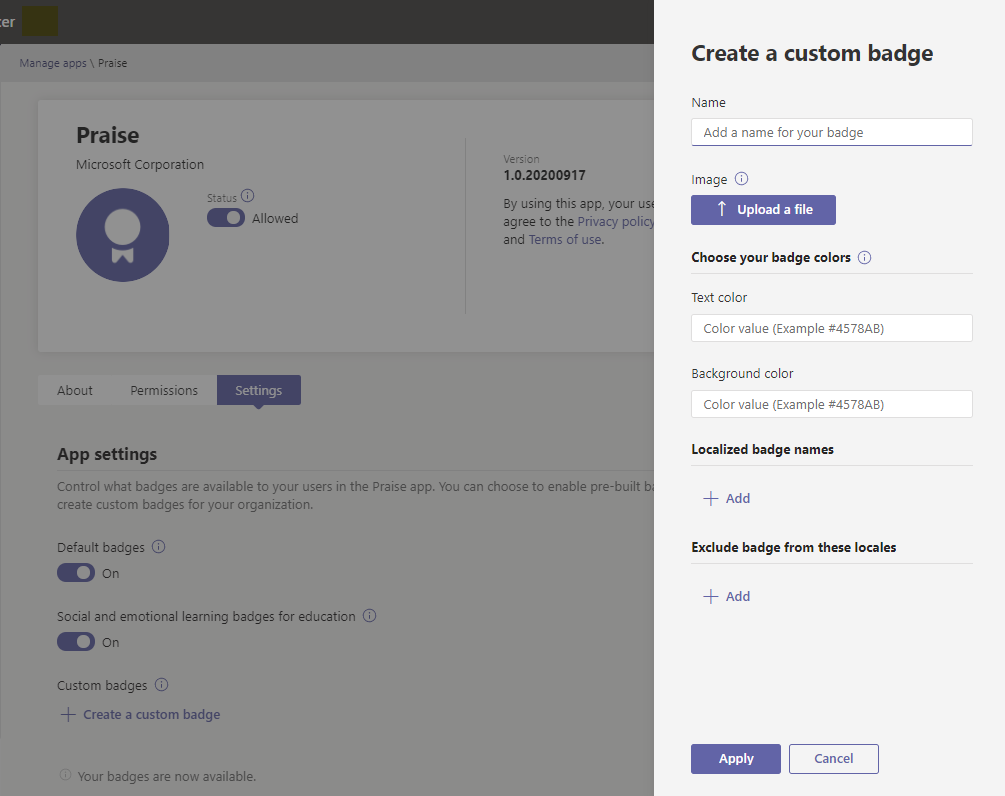 ter
Manage apps \ Praise
Praise
Microsoft Corporation
Status
Allowed
Version
1.0.20200917
By using this app, your use
agree to the Privacy policy
and Terms of use.
About
Permissions
Settings
App settings
Control what badges are available to your users in the Praise app. You can choose to enable pre-built ba
create custom badges for your organization.
Default badges
On
Social and emotional learning badges for education
On
Custom badges
Create a custom badge
Your badges are now available.
Create a custom badge
Name
Add a name for your badge
Image
Upload a file
Choose your badge colors
Text color
Color value (Example #4578AB)
Background color
Color value (Example #4578AB)
Localized badge names
Add
Exclude badge from these locales
Add
Apply
Cancel